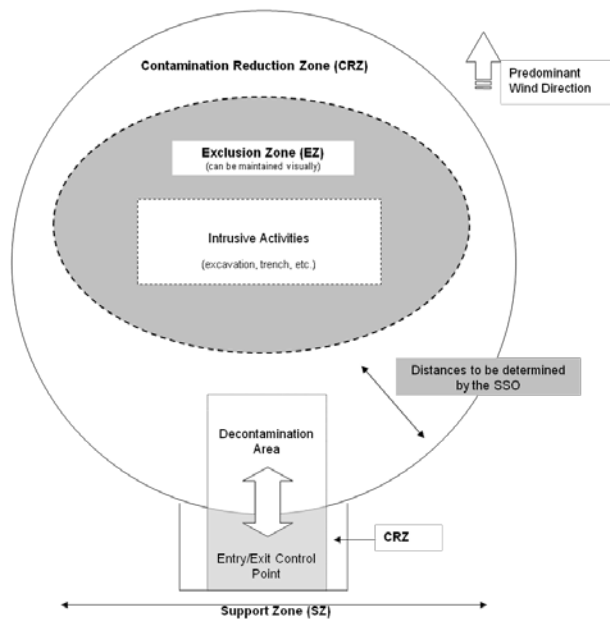 Contamination Reduction Zone (CRZ)
Predominant
Wind Direction
Exclusion Zone (EZ)
(can be maintained visually)
Intrusive Activities
(excavation, trench, etc.)
Distances to be determined
by the SSO
Decontamination
Area
CRZ
Entry/Exit Control
Point
Support Zone (SZ)